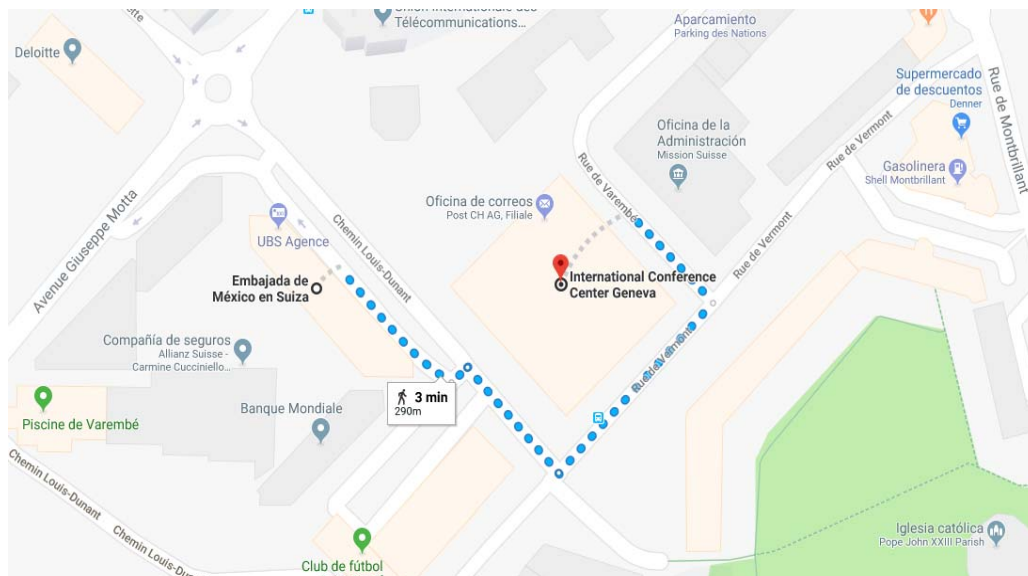 Union Internationale des
Télécommunications...
Aparcamiento
Parking des Nations
Deloitte
Supermercado
de descuentos
Denner
Rue de Montbrillant
Oficina de la
Administración
Mission Suisse
Rue de Vermont
Gasolinera
Shell Montbrillant
Rue de Varembé
Oficina de correos
Post CH AG, Filiale
Avenue Giuseppe Motta
UBS Agence
Chemin Louis-Dunant
Rue de Vermont
Embajada de
México en Suiza
International Conference
Center Geneva
Compañía de seguros
Allianz Suisse -
Carmine Cucciniello...
Rue de Vermont
3 min
290m
Piscine de Varembé
Banque Mondiale
Chemin Louis-Dunant
Chemin Louis-Du
Iglesia católica
Pope John XXIII Parish
Club de fútbol